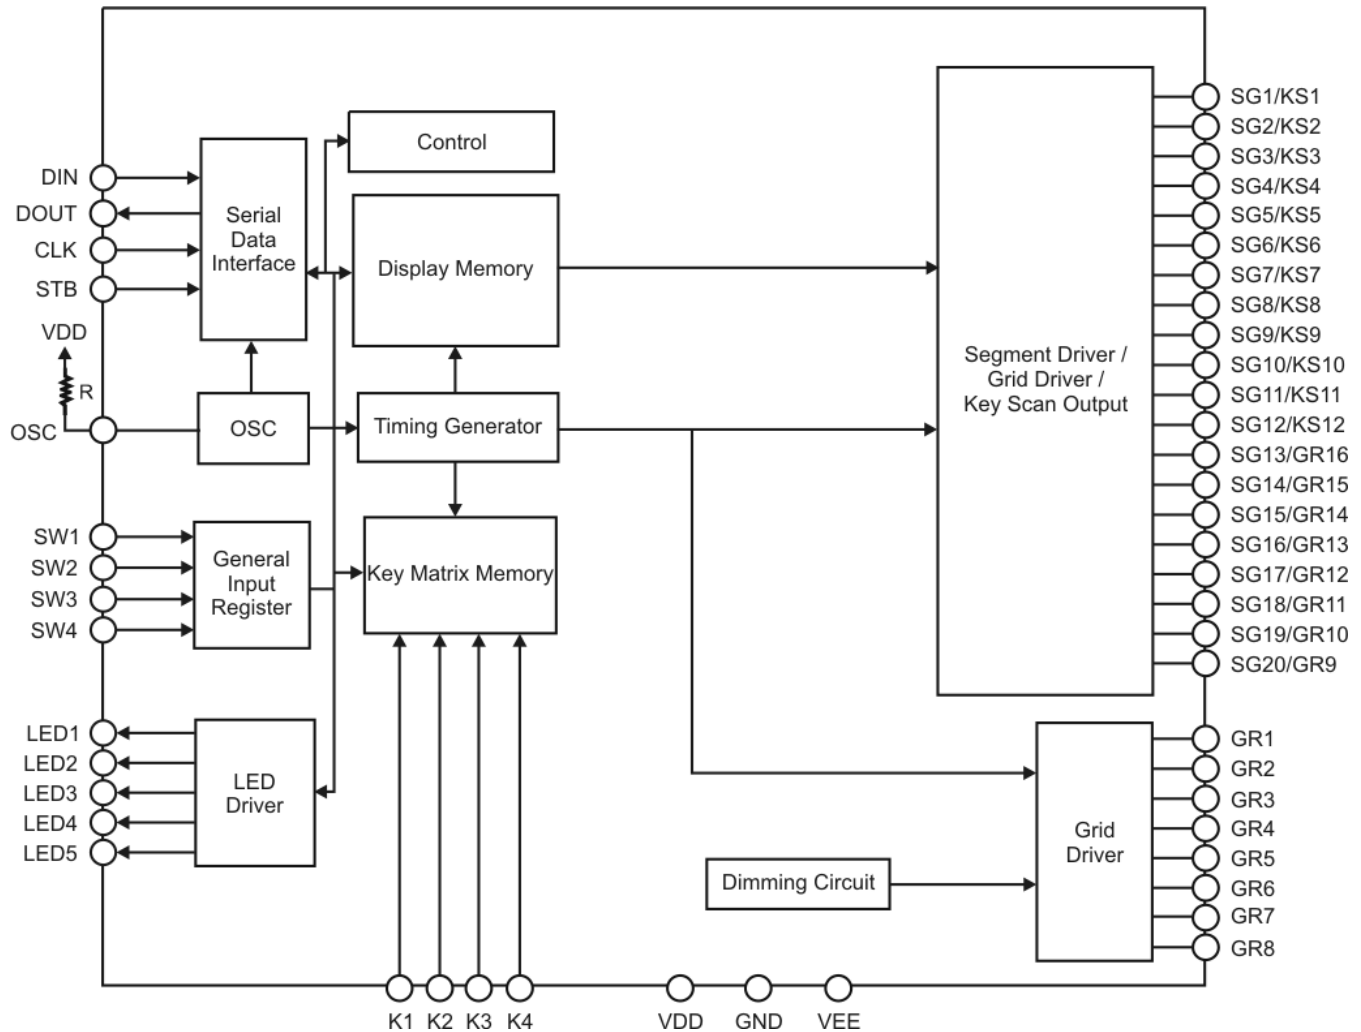 DIN
DOUT
CLK
STB
VDD
R
OSC
SW1
SW2
SW3
SW4
LED1
LED2
LED3
LED4
LED5
Serial
Data
Interface
OSC
General
Input
Register
LED
Driver
Control
Display Memory
Timing Generator
Key Matrix Memory
Segment Driver /
Grid Driver /
Key Scan Output
Dimming Circuit
Grid
Driver
SG1/KS1
SG2/KS2
SG3/KS3
SG4/KS4
SG5/KS5
SG6/KS6
SG7/KS7
SG8/KS8
SG9/KS9
SG10/KS10
SG11/KS11
SG12/KS12
SG13/GR16
SG14/GR15
SG15/GR14
SG16/GR13
SG17/GR12
SG18/GR11
SG19/GR10
SG20/GR9
GR1
GR2
GR3
GR4
GR5
GR6
GR7
GR8
K1 K2 K3 K4 VDD GND VEE